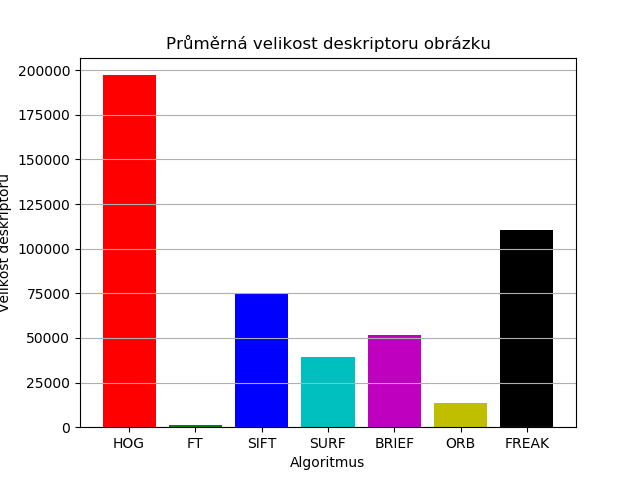 Průměrná velikost deskriptoru obrázku
200000
175000
150000
125000
100000
75000
50000
25000
0
Velikost deskriptoru
HOG FT SIFT SURF BRIEF ORB FREAK
Algoritmus